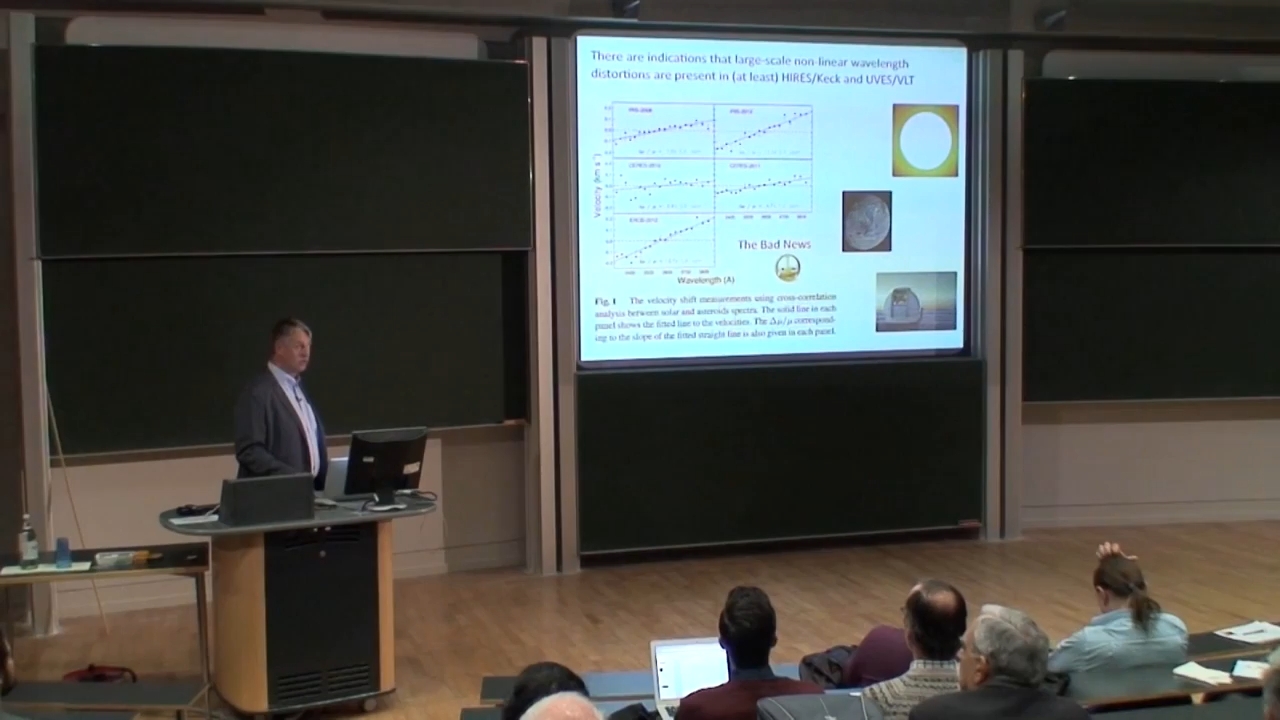 There are indications that large-scale non-linear wavelength
distortions are present in (at least) HIRES/Keck and UVES/VLT
Velocity (km s
The Bad News
Wavelength (A)
Fig. 1 The velocity shift measurements using cross-correlation
analysis between solar and asteroids spectra. The solid line in each
panel shows the fitted line to the velocities. The Δμ/μ correspond-
ing to the slope of the fitted straight line is also given in each panel.